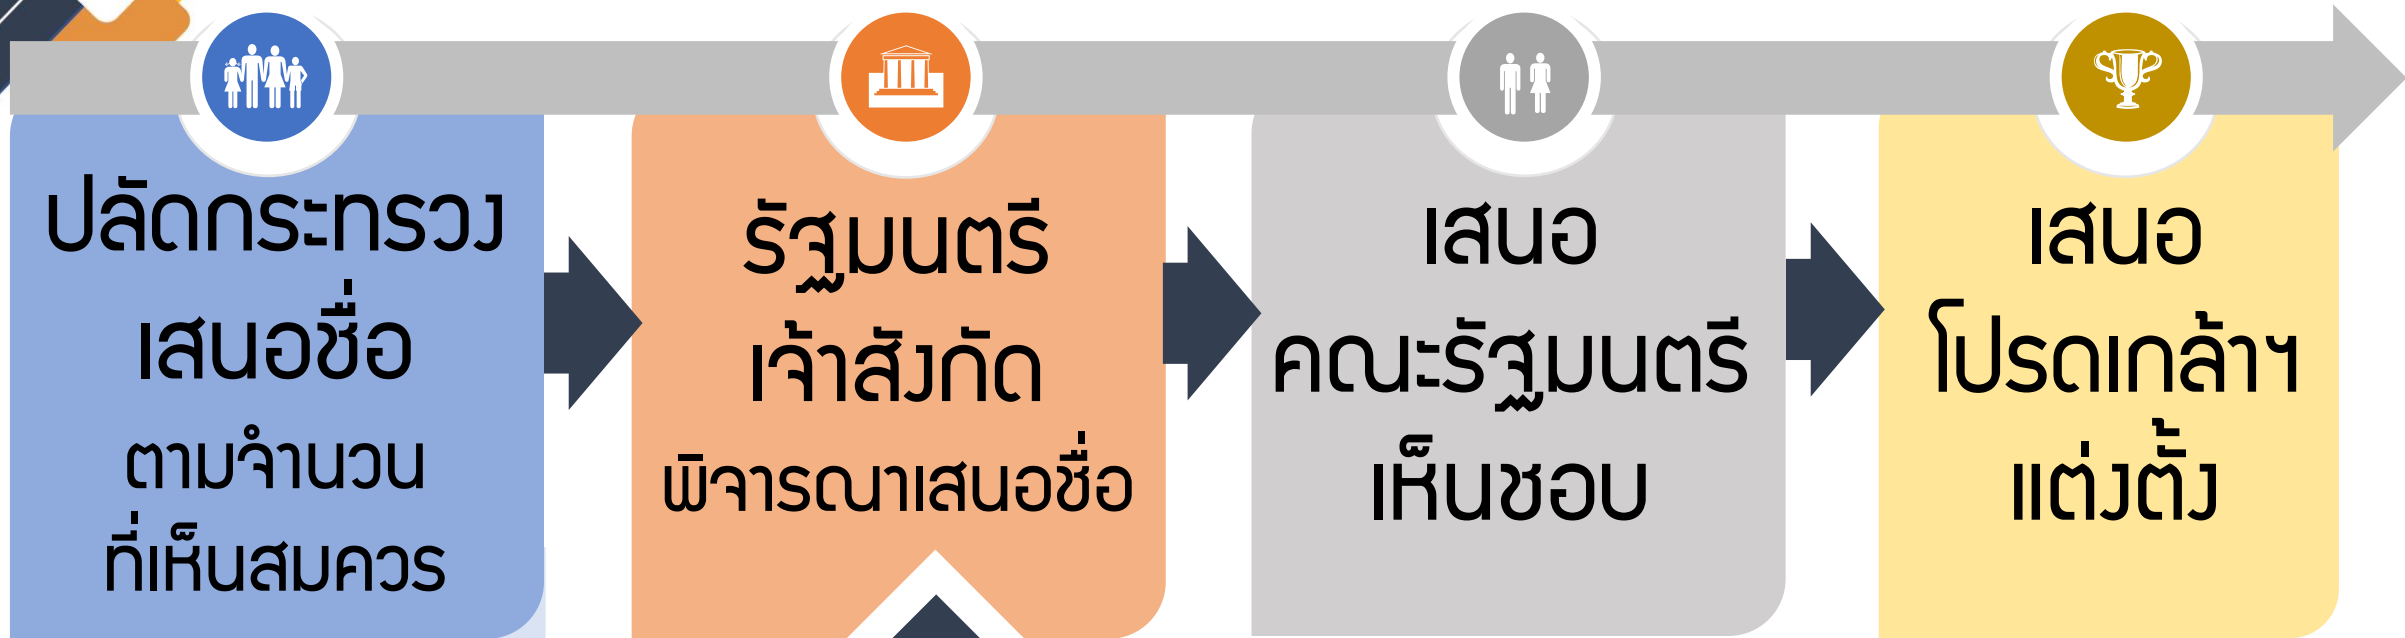 ปลัดกระทรวง
เสนอชื่อ
ตามจำนวน
ที่เห็นสมควร
รัฐมนตรี
เจ้าสังกัด
พิจารณาเสนอชื่อ
เสนอ
คณะรัฐมนตรี
เห็นชอบ
เสนอ
โปรดเกล้าฯ
แต่งตั้ง